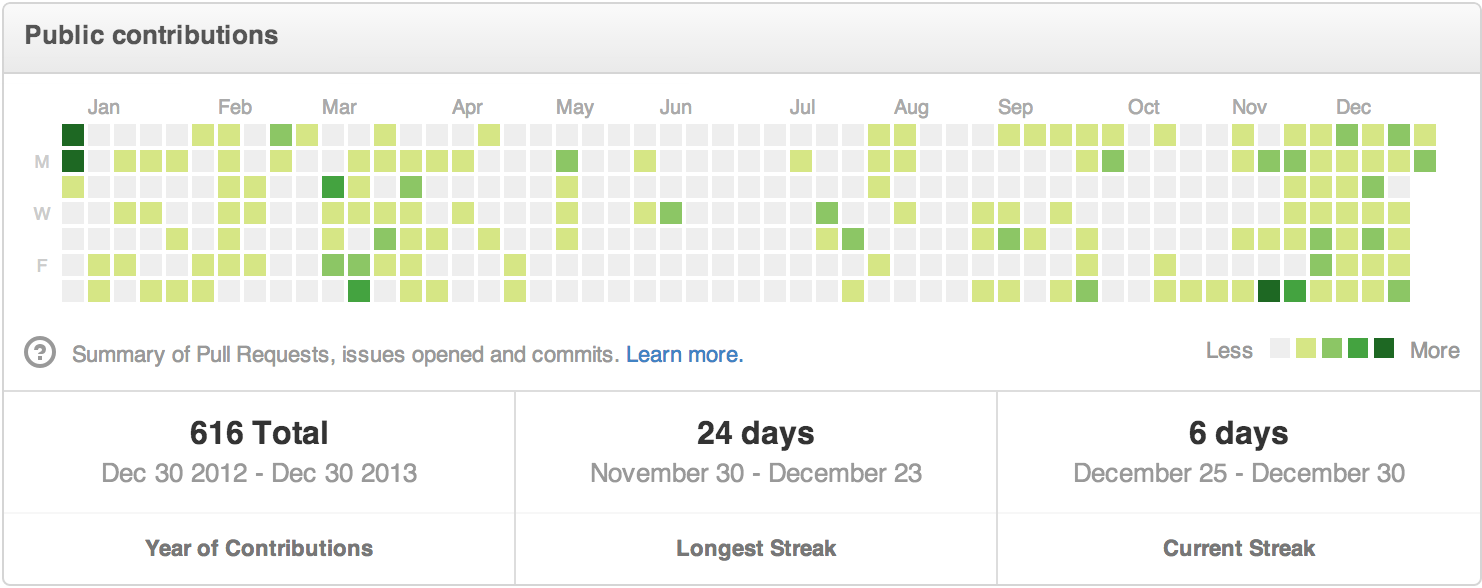 Public contributions
Jan Feb Mar Apr May Jun Jul Aug Sep Oct Nov Dec
M
W
F
? Summary of Pull Requests, issues opened and commits. Learn more. Less More
616 Total 24 days 6 days
Dec 30 2012 - Dec 30 2013 November 30 - December 23 December 25 - December 30
Year of Contributions Longest Streak Current Streak